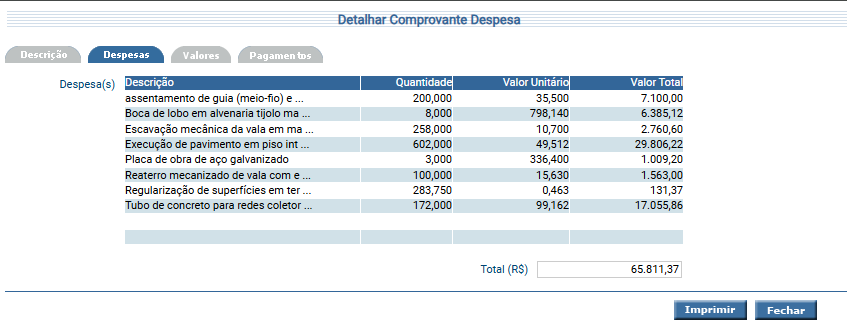 Detalhar Comprovante Despesa
Descrição Despesas Valores Pagamentos
Despesa(s) Descrição Quantidade Valor Unitário Valor Total
assentamento de guia (meio-fio) e ... 200,000 35,500 7.100,00
Boca de lobo em alvenaria tijolo ma ... 8,000 798,140 6.385,12
Escavação mecânica da vala em ma ... 258,000 10,700 2.760,60
Execução de pavimento em piso int ... 602,000 49,512 29.806,22
Placa de obra de aço galvanizado 3,000 336,400 1.009,20
Reaterro mecanizado de vala com e ... 100,000 15,630 1.563,00
Regularização de superfícies em ter ... 283,750 0,463 131,37
Tubo de concreto para redes coletor ... 172,000 99,162 17.055,86
Total (R$) 65.811,37
Imprimir Fechar